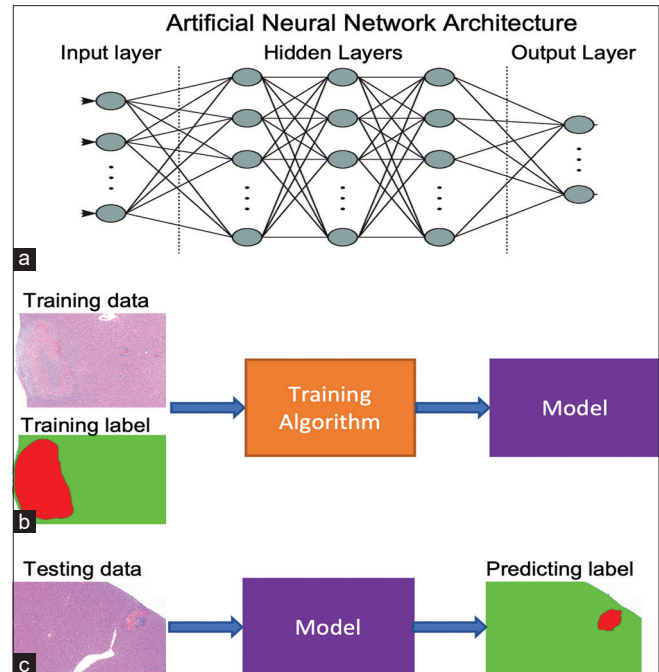 Artificial Neural Network Architecture
Input layer
Hidden Layers
Output Layer
a
Training data
Training label
Training
Algorithm
Model
b
Testing data
Model
Predicting label
c